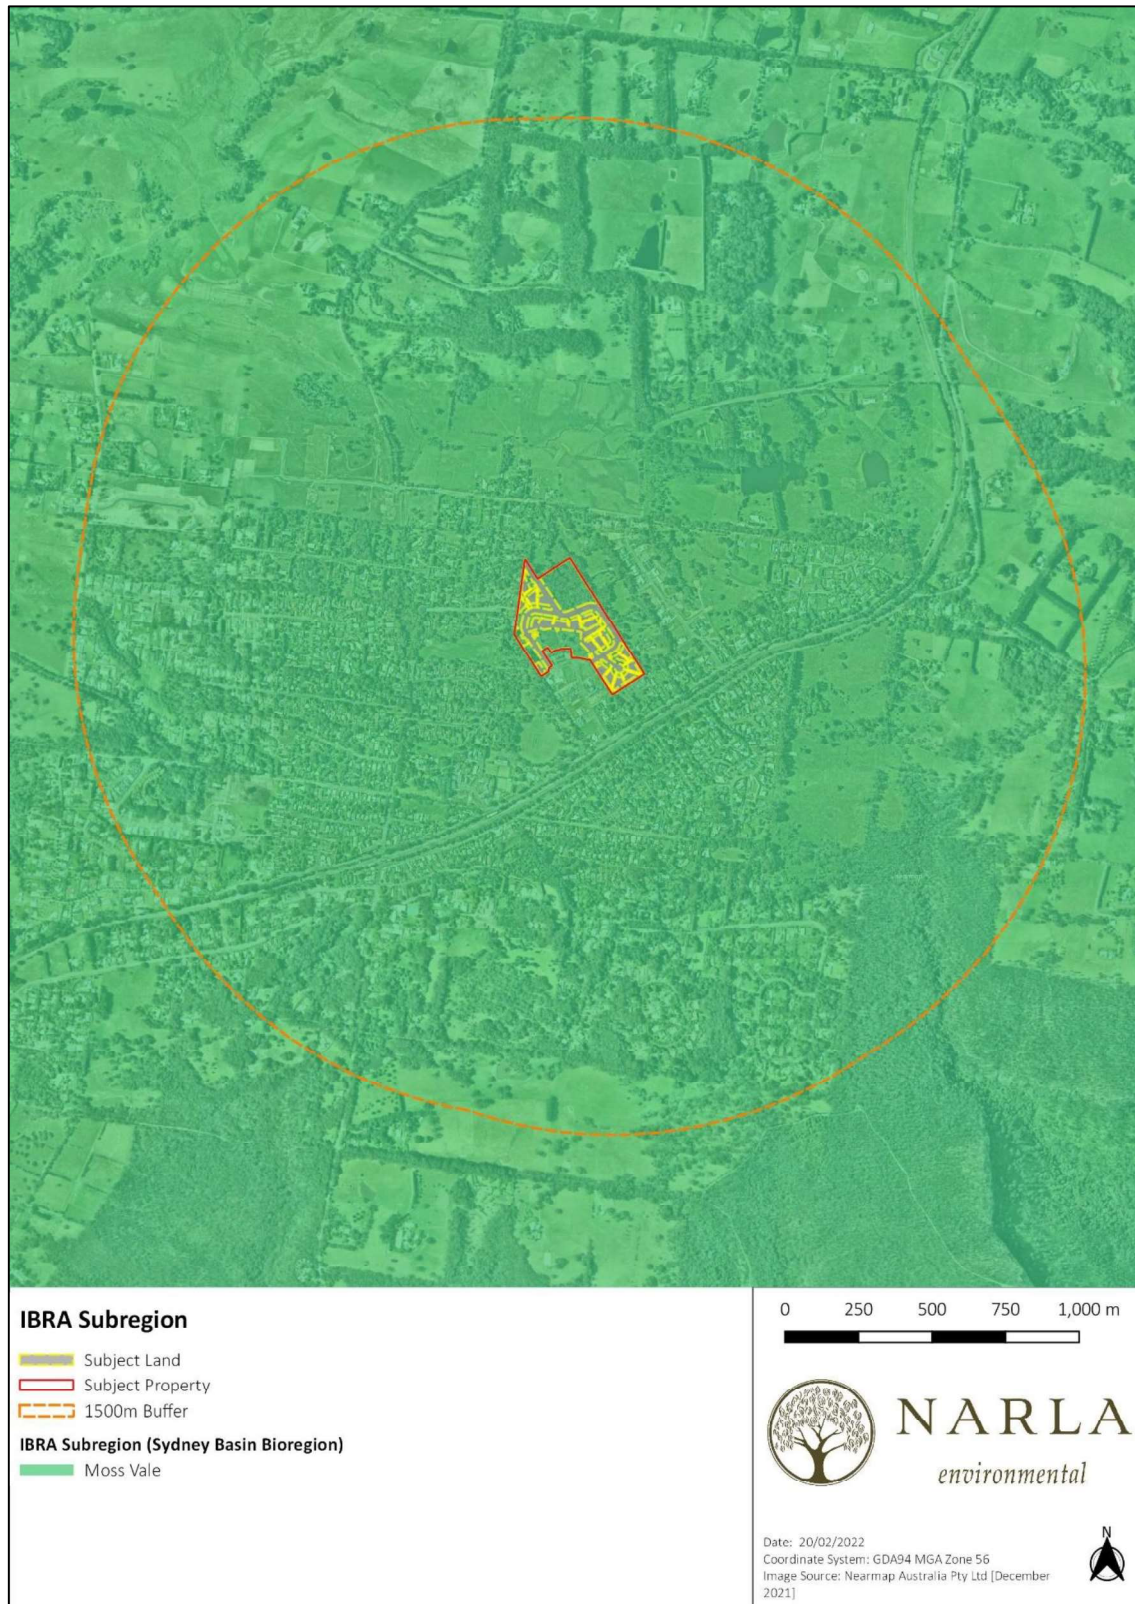 IBRA Subregion
Subject Land
Subject Property
1500m Buffer
IBRA Subregion (Sydney Basin Bioregion)
Moss Vale
0 250 500 750 1,000 m
NARLA
environmental
Date: 20/02/2022
Coordinate System: GDA94 MGA Zone 56
Image Source: Nearmap Australia Pty Ltd [December
2021]
N